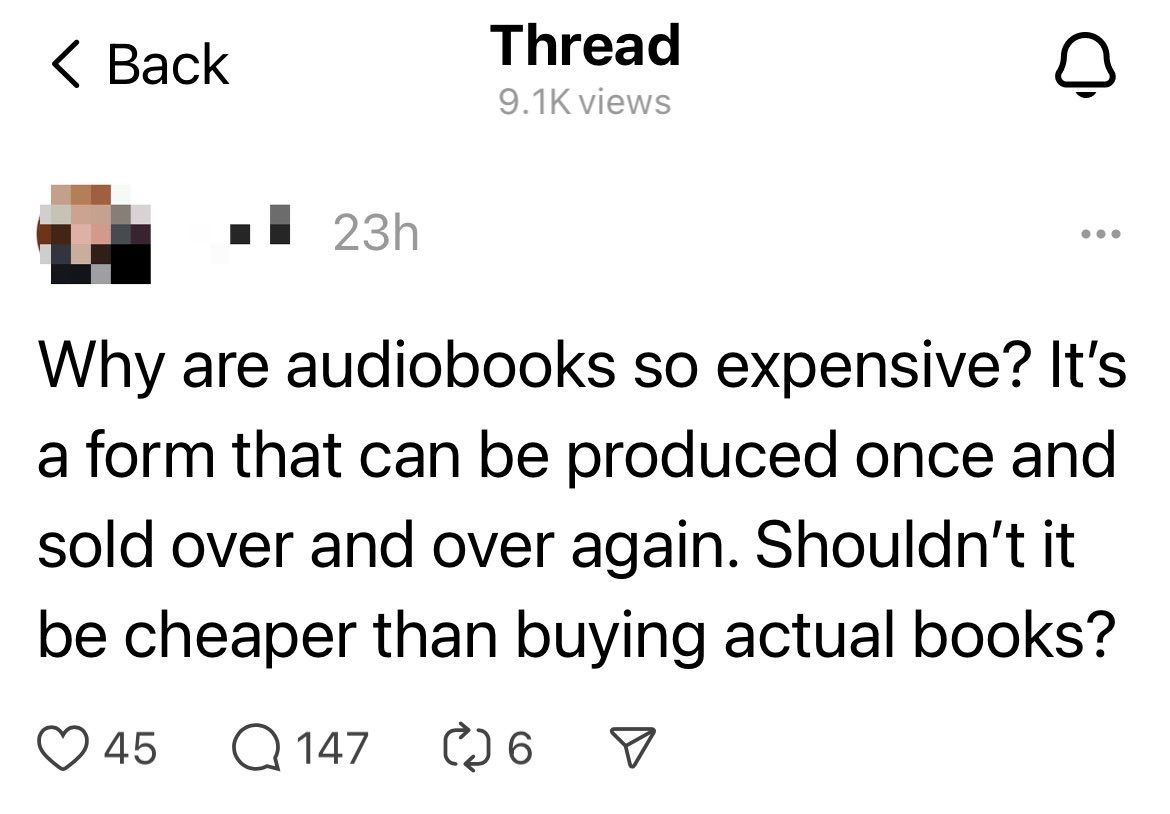 Back
Thread
9.1K views
23h
Why are audiobooks so expensive? It’s
a form that can be produced once and
sold over and over again. Shouldn’t it
be cheaper than buying actual books?
45 147 6